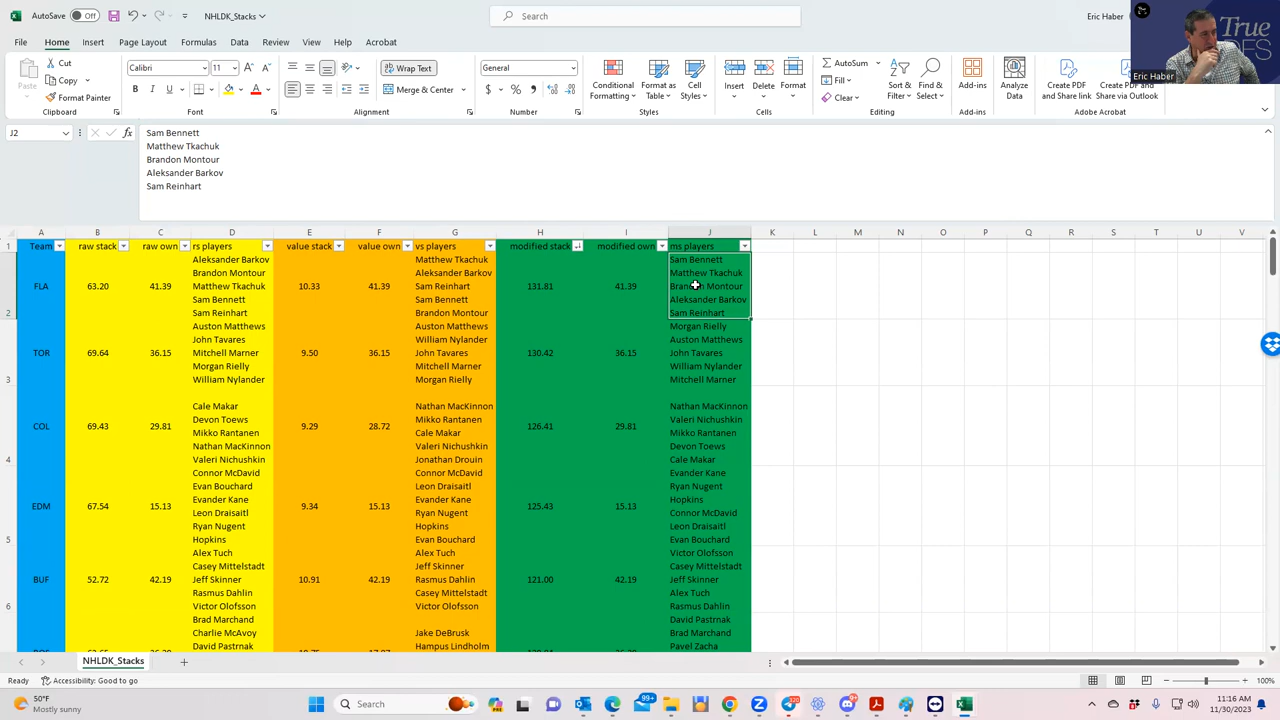 AutoSave Off NHLDK_Stacks Search Eric Haber
File Home Insert Page Layout Formulas Data Review View Help Acrobat
Paste Cut Copy Format Painter Clipboard
Calibri 11 B I U Font
Wrap Text Merge & Center Alignment
General $ % Number
Conditional Formatting Format as Table Cell Styles Styles
Insert Delete Format Cells
AutoSum Fill Clear Sort & Filter Find & Select Editing
Add-ins Add-ins
Analyze Data
Create PDF and Share link Create PDF and Share via Outlook Adobe Acrobat
True
Eric Haber
J2 fx Sam Bennett
Matthew Tkachuk
Brandon Montour
Aleksander Barkov
Sam Reinhart
A B C D E F G H I J K L M N O P Q R S T U V
1 Team raw stack raw own rs players value stack value own vs players modified stack modified own ms players
Aleksander Barkov Matthew Tkachuk Sam Bennett
Brandon Montour Aleksander Barkov Matthew Tkachuk
FLA 63.20 41.39 Matthew Tkachuk 10.33 41.39 Sam Reinhart 131.81 41.39 Brandon Montour
Sam Bennett Sam Bennett Aleksander Barkov
2 Sam Reinhart Brandon Montour Sam Reinhart
Auston Matthews Auston Matthews Morgan Rielly
John Tavares William Nylander Auston Matthews
TOR 69.64 36.15 Mitchell Marner 9.50 36.15 John Tavares 130.42 36.15 John Tavares
Morgan Rielly Mitchell Marner William Nylander
3 William Nylander Morgan Rielly Mitchell Marner
Cale Makar Nathan MacKinnon Nathan MacKinnon
Devon Toews Mikko Rantanen Valeri Nichushkin
COL 69.43 29.81 Mikko Rantanen 9.29 28.72 Cale Makar 126.41 29.81 Mikko Rantanen
Nathan MacKinnon Valeri Nichushkin Devon Toews
4 Valeri Nichushkin Jonathan Drouin Cale Makar
Connor McDavid Connor McDavid Evander Kane
Evan Bouchard Leon Draisaitl Ryan Nugent
Evander Kane Evander Kane Hopkins
EDM 67.54 15.13 Leon Draisaitl 9.34 15.13 Ryan Nugent 125.43 15.13 Connor McDavid
Ryan Nugent Hopkins Leon Draisaitl
5 Hopkins Evan Bouchard Evan Bouchard
Alex Tuch Alex Tuch Victor Olofsson
Casey Mittelstadt Jeff Skinner Casey Mittelstadt
BUF 52.72 42.19 Jeff Skinner 10.91 42.19 Rasmus Dahlin 121.00 42.19 Jeff Skinner
Rasmus Dahlin Casey Mittelstadt Alex Tuch
6 Victor Olofsson Victor Olofsson Rasmus Dahlin
Brad Marchand David Pastrnak
Charlie McAvoy Jake DeBrusk Brad Marchand
David Pastrnak Hampus Lindholm Pavel Zacha
NHLDK_Stacks
Ready Accessibility: Good to go 100%
50°F Mostly sunny Search 99+ 11:16 AM
11/30/2023